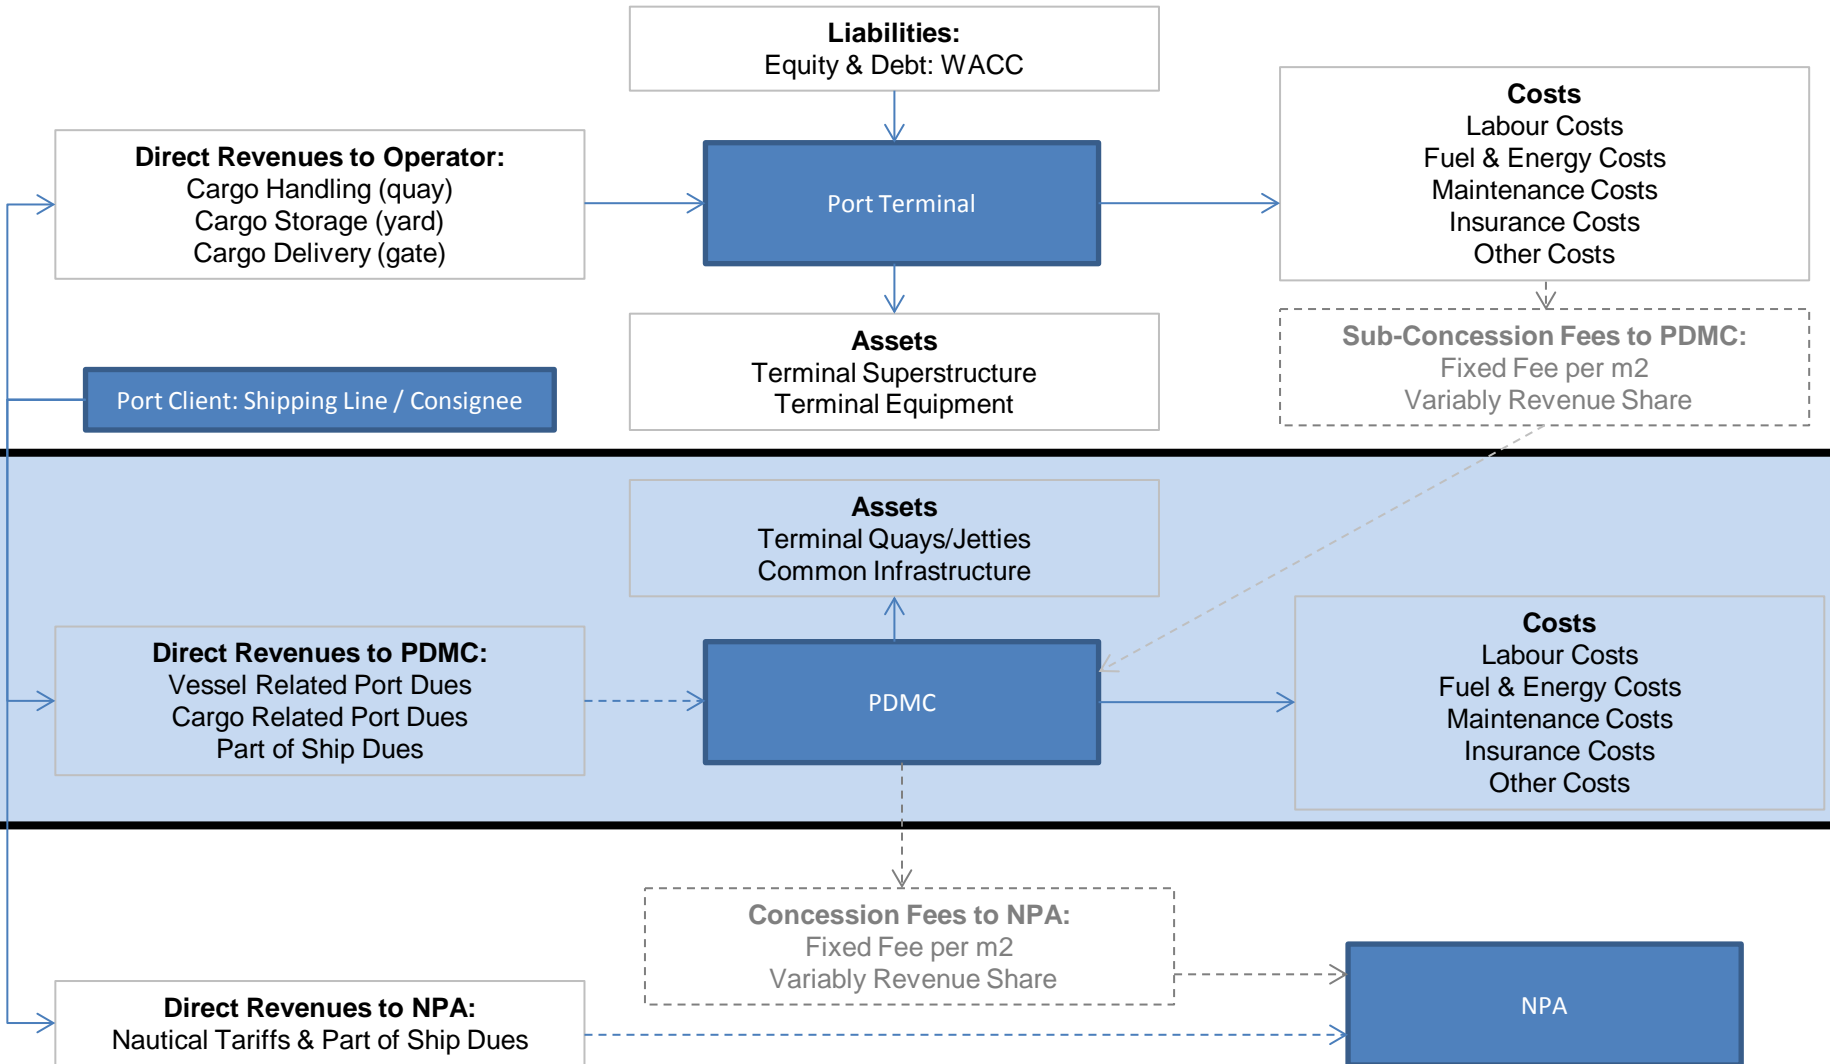 Liabilities:
Equity & Debt: WACC
Direct Revenues to Operator:
Cargo Handling (quay)
Cargo Storage (yard)
Cargo Delivery (gate)
Port Terminal
Costs
Labour Costs
Fuel & Energy Costs
Maintenance Costs
Insurance Costs
Other Costs
Assets
Terminal Superstructure
Terminal Equipment
Sub-Concession Fees to PDMC:
Fixed Fee per m2
Variably Revenue Share
Port Client: Shipping Line / Consignee
Assets
Terminal Quays/Jetties
Common Infrastructure
Direct Revenues to PDMC:
Vessel Related Port Dues
Cargo Related Port Dues
Part of Ship Dues
PDMC
Costs
Labour Costs
Fuel & Energy Costs
Maintenance Costs
Insurance Costs
Other Costs
Concession Fees to NPA:
Fixed Fee per m2
Variably Revenue Share
Direct Revenues to NPA:
Nautical Tariffs & Part of Ship Dues
NPA